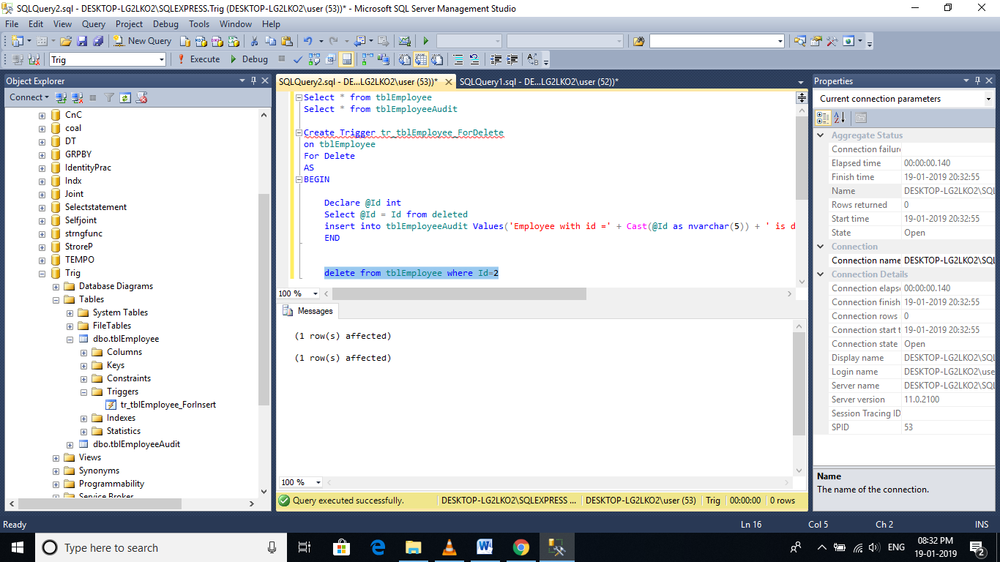 SQLQuery2.sql - DESKTOP-LG2LKO2\SQLEXPRESS.Trig (DESKTOP-LG2LKO2\user (53))* - Microsoft SQL Server Management Studio
File Edit View Query Project Debug Tools Window Help
New Query
Trig Execute Debug
Object Explorer
Connect
CnC
coal
DT
GRPBY
IdentityPrac
Indx
Joint
Selectstatement
Selfjoint
strngfunc
StroreP
TEMPO
Trig
Database Diagrams
Tables
System Tables
FileTables
dbo.tblEmployee
Columns
Keys
Constraints
Triggers
tr_tblEmployee_ForInsert
Indexes
Statistics
dbo.tblEmployeeAudit
Views
Synonyms
Programmability
Service Broker
SQLQuery2.sql - DE...LG2LKO2\user (53))* SQLQuery1.sql - DE...LG2LKO2\user (52))*
Select * from tblEmployee
Select * from tblEmployeeAudit
Create Trigger tr_tblEmployee_ForDelete
on tblEmployee
For Delete
AS
BEGIN
Declare @Id int
Select @Id = Id from deleted
insert into tblEmployeeAudit Values('Employee with id =' + Cast(@Id as nvarchar(5)) + ' is d
END
delete from tblEmployee where Id=2
100 %
Messages
(1 row(s) affected)
(1 row(s) affected)
100 %
Query executed successfully. DESKTOP-LG2LKO2\SQLEXPRESS ... DESKTOP-LG2LKO2\user (53) Trig 00:00:00 0 rows
Properties
Current connection parameters
Aggregate Status
Connection failure
Elapsed time 00:00:00.140
Finish time 19-01-2019 20:32:55
Name DESKTOP-LG2LKO2\SQL
Rows returned 0
Start time 19-01-2019 20:32:55
State Open
Connection
Connection name DESKTOP-LG2LKO2\SQL
Connection Details
Connection elaps 00:00:00.140
Connection finish 19-01-2019 20:32:55
Connection rows 0
Connection start t 19-01-2019 20:32:55
Connection state Open
Display name DESKTOP-LG2LKO2\SQL
Login name DESKTOP-LG2LKO2\use
Server name DESKTOP-LG2LKO2\SQL
Server version 11.0.2100
Session Tracing ID
SPID 53
Name
The name of the connection.
Ready Ln 16 Col 5 Ch 2 INS
Type here to search
ENG
08:32 PM
19-01-2019
2